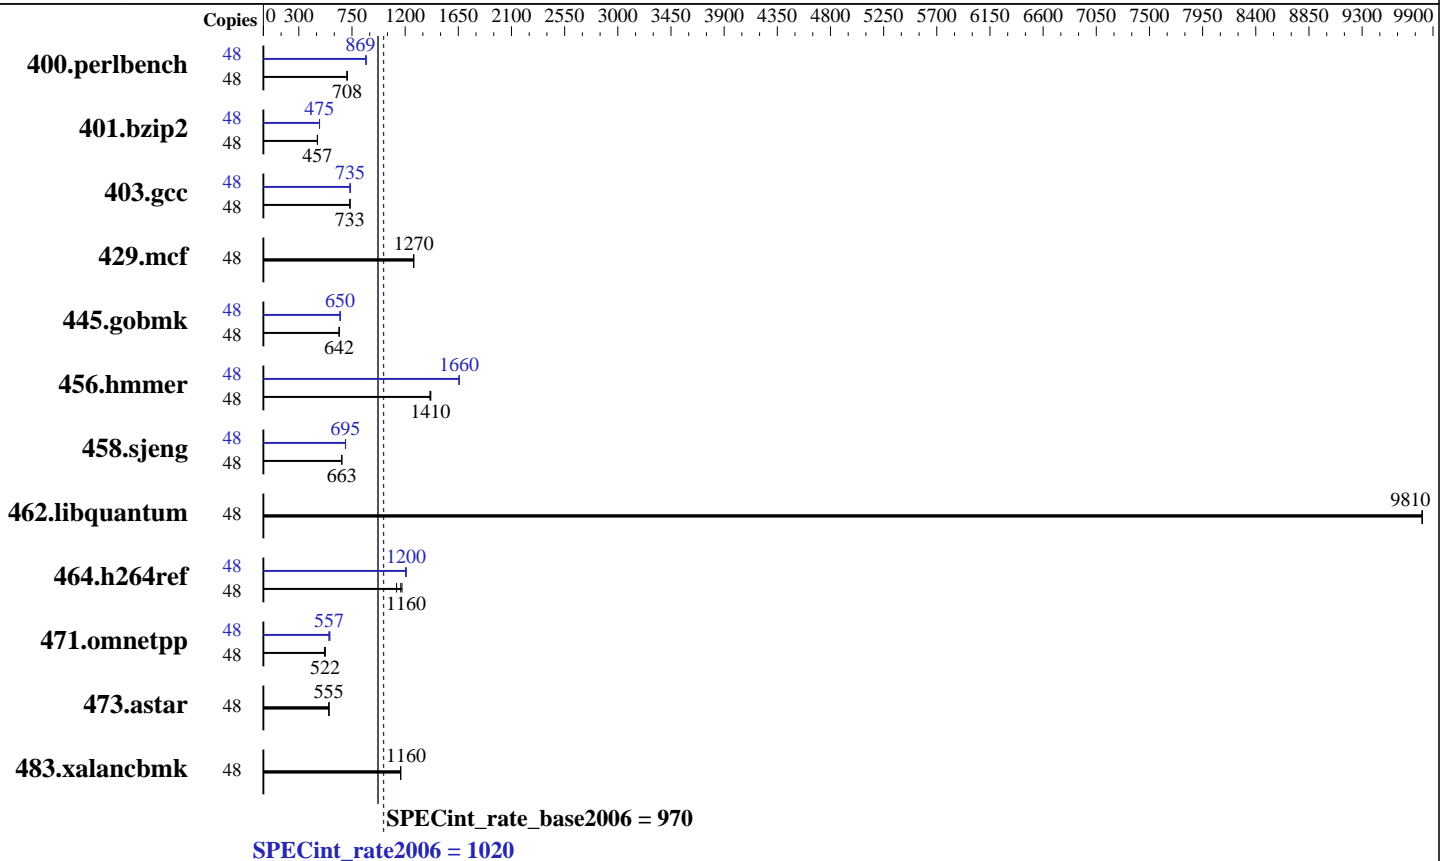 Copies 0 300 750 1200 1650 2100 2550 3000 3450 3900 4350 4800 5250 5700 6150 6600 7050 7500 7950 8400 8850 9300 9900
400.perlbench 48 869
48 708
401.bzip2 48 475
48 457
403.gcc 48 735
48 733
429.mcf 48 1270
445.gobmk 48 650
48 642
456.hmmer 48 1660
48 1410
458.sjeng 48 695
48 663
462.libquantum 48 9810
464.h264ref 48 1200
48 1160
471.omnetpp 48 557
48 522
473.astar 48 555
483.xalancbmk 48 1160
SPECint_rate_base2006 = 970
SPECint_rate2006 = 1020